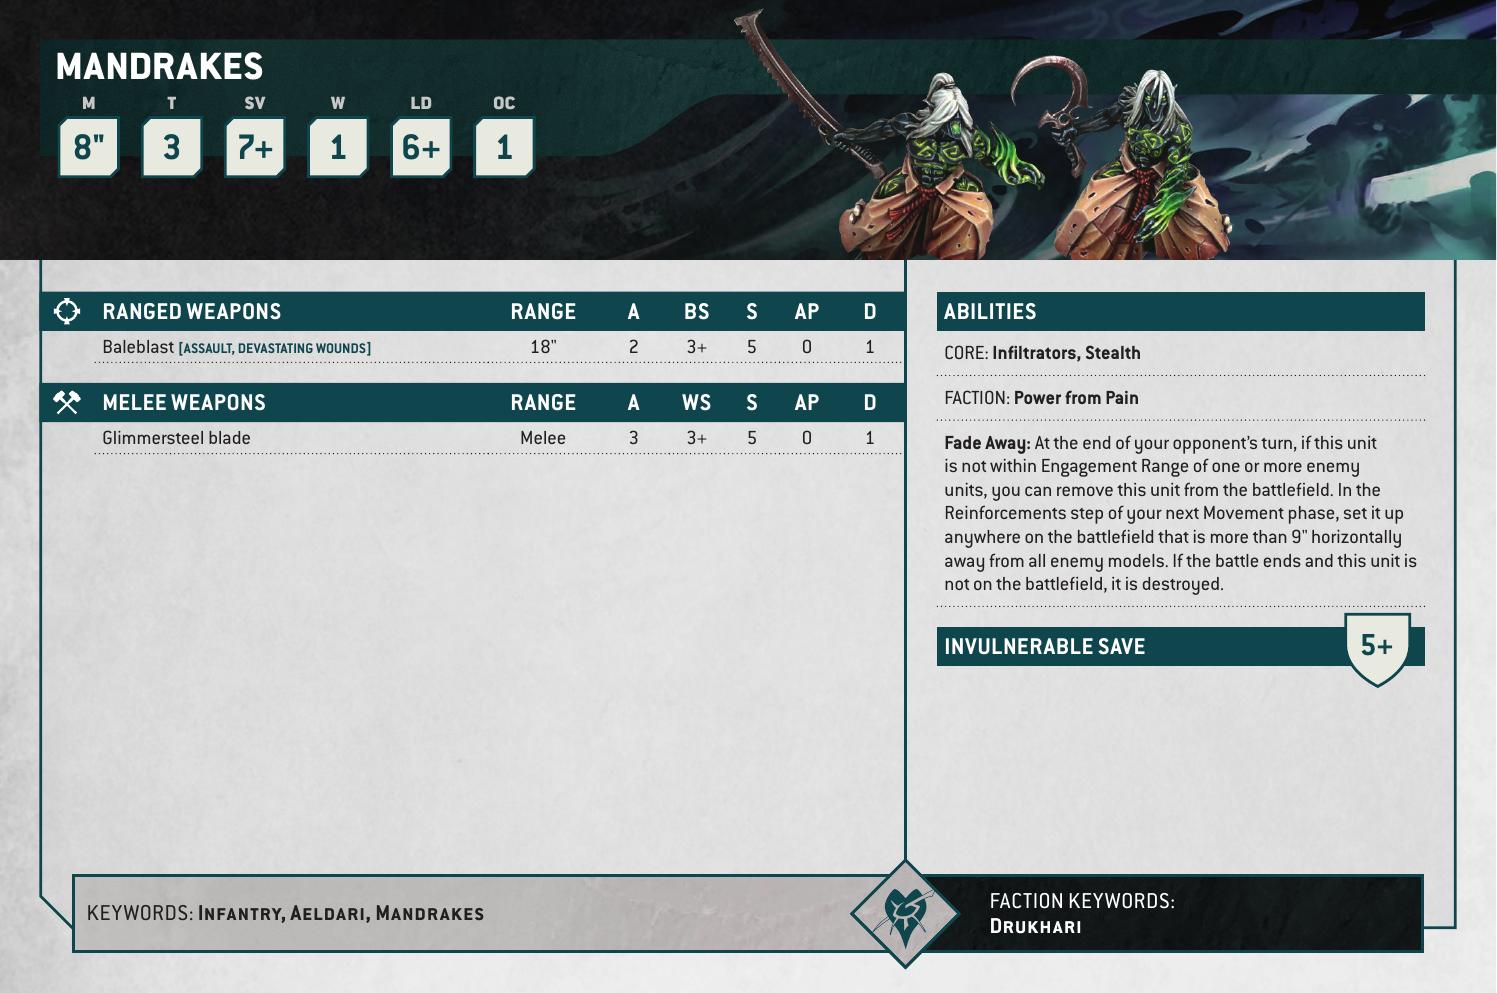 MANDRAKES
M T SV W LD OC
8" 3 7+ 1 6+ 1
RANGED WEAPONS RANGE A BS S AP D
Baleblast [ASSAULT, DEVASTATING WOUNDS] 18" 2 3+ 5 0 1
MELEE WEAPONS RANGE A WS S AP D
Glimmersteel blade Melee 3 3+ 5 0 1
ABILITIES
CORE: Infiltrators, Stealth
FACTION: Power from Pain
Fade Away: At the end of your opponent's turn, if this unit
is not within Engagement Range of one or more enemy
units, you can remove this unit from the battlefield. In the
Reinforcements step of your next Movement phase, set it up
anywhere on the battlefield that is more than 9" horizontally
away from all enemy models. If the battle ends and this unit is
not on the battlefield, it is destroyed.
INVULNERABLE SAVE 5+
KEYWORDS: INFANTRY, AELDARI, MANDRAKES
FACTION KEYWORDS:
DRUKHARI